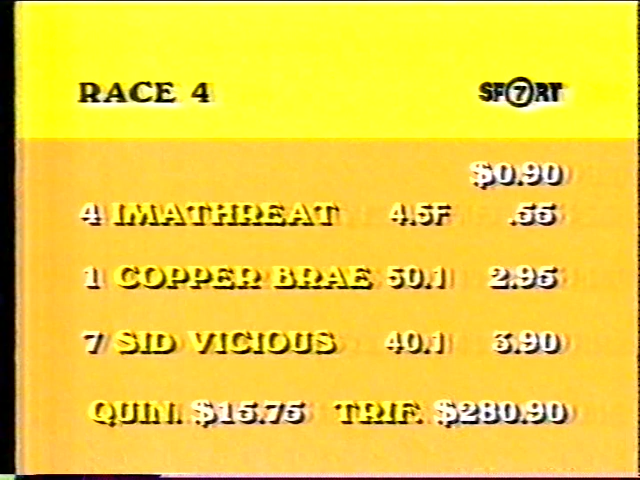 RACE 4 SP7RT
$0.90
4 IMATHREAT 4.5F .55
1 COPPER BRAE 50.1 2.95
7 SID VICIOUS 40.1 3.90
QUIN. $15.75 TRIF. $280.90